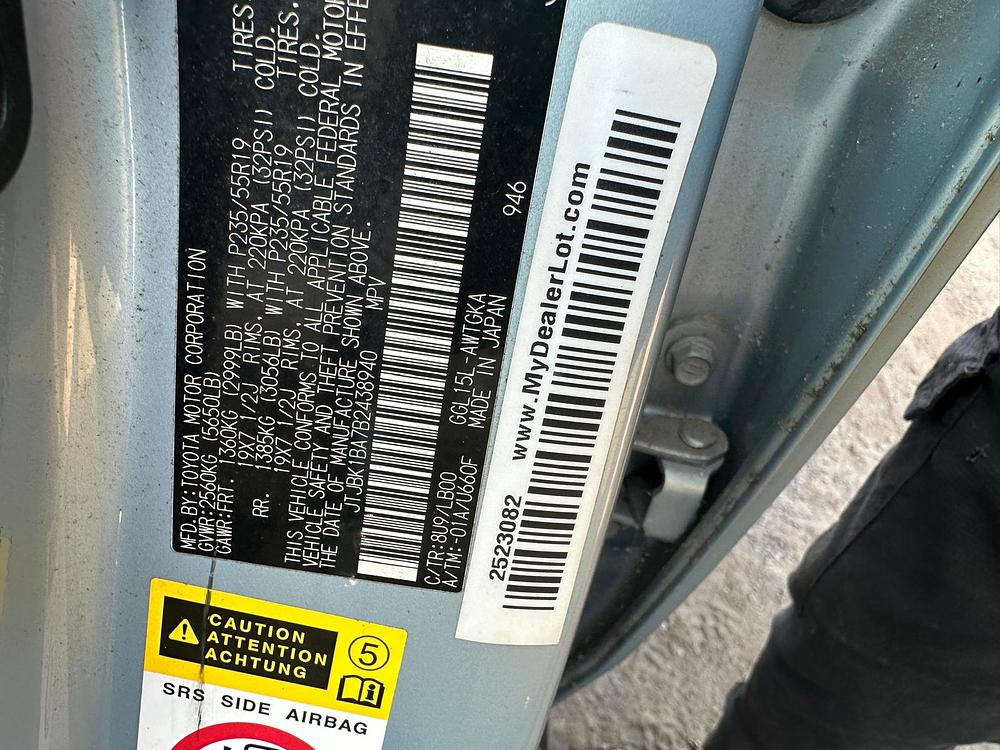 MFD. BY: TOYOTA MOTOR CORPORATION
GVWR: 2560KG (5650LB)
GAWR: FRT. 1360KG (2999LB) WITH P235/55R19 TIRES.
19X7 1/2J RIMS, AT 220KPA (32PSI) COLD.
RR. 1385KG (3056LB) WITH P235/55R19 TIRES.
19X7 1/2J RIMS, AT 220KPA (32PSI) COLD.
THIS VEHICLE CONFORMS TO ALL APPLICABLE FEDERAL MOTOR
VEHICLE SAFETY AND THEFT PREVENTION STANDARDS IN
THE DATE OF MANUFACTURE SHOWN ABOVE.
JTJBK1BA7B2438940 MPV
C/TR: 8U9/LB00 GGL15L-AWTGKA
A/TM: -01A/U660F MADE IN JAPAN 946
2523082 www.MyDealerLot.com
CAUTION
ATTENTION
ACHTUNG
5
SRS SIDE AIRBAG